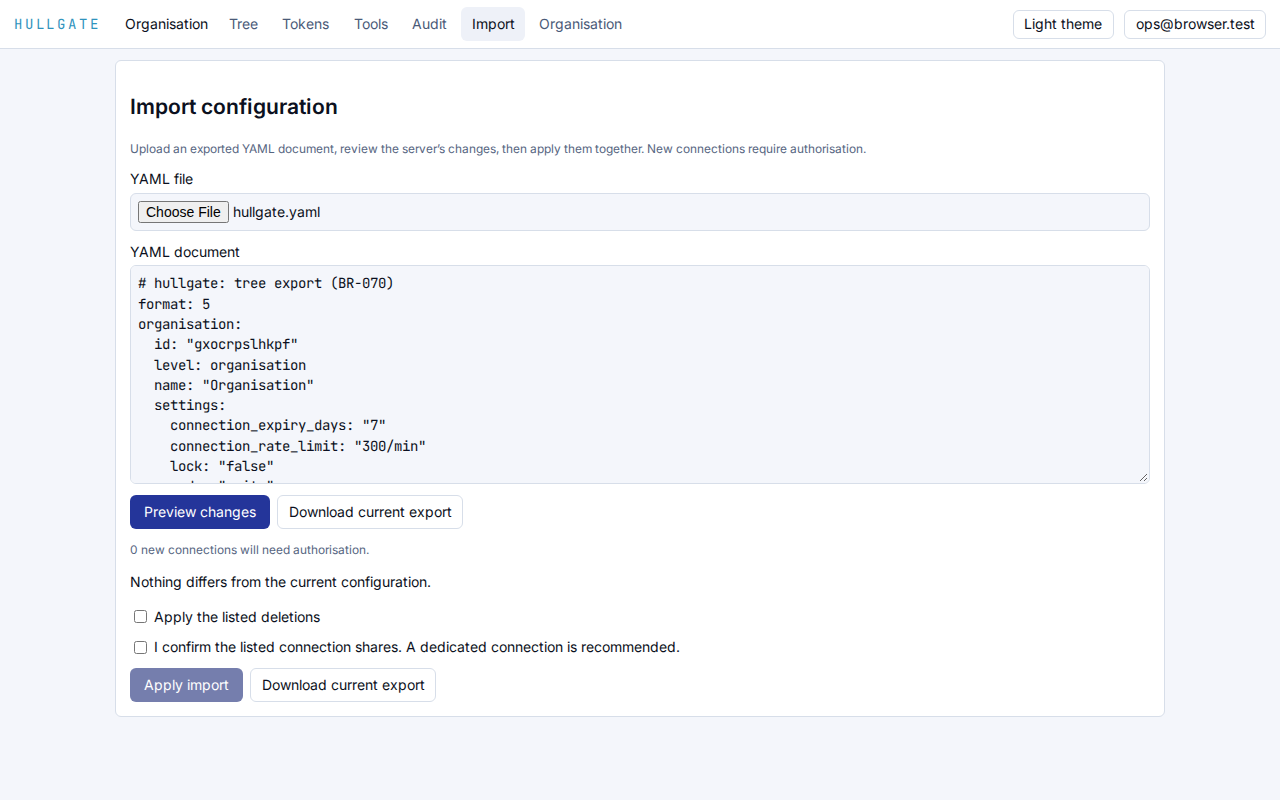 HULLGATE Organisation Tree Tokens Tools Audit Import Organisation Light theme ops@browser.test
Import configuration
Upload an exported YAML document, review the server’s changes, then apply them together. New connections require authorisation.
YAML file
Choose File hullgate.yaml
YAML document
# hullgate: tree export (BR-070)
format: 5
organisation:
  id: "gxocrpslhkpf"
  level: organisation
  name: "Organisation"
  settings:
    connection_expiry_days: "7"
    connection_rate_limit: "300/min"
    lock: "false"
Preview changes Download current export
0 new connections will need authorisation.
Nothing differs from the current configuration.
Apply the listed deletions
I confirm the listed connection shares. A dedicated connection is recommended.
Apply import Download current export